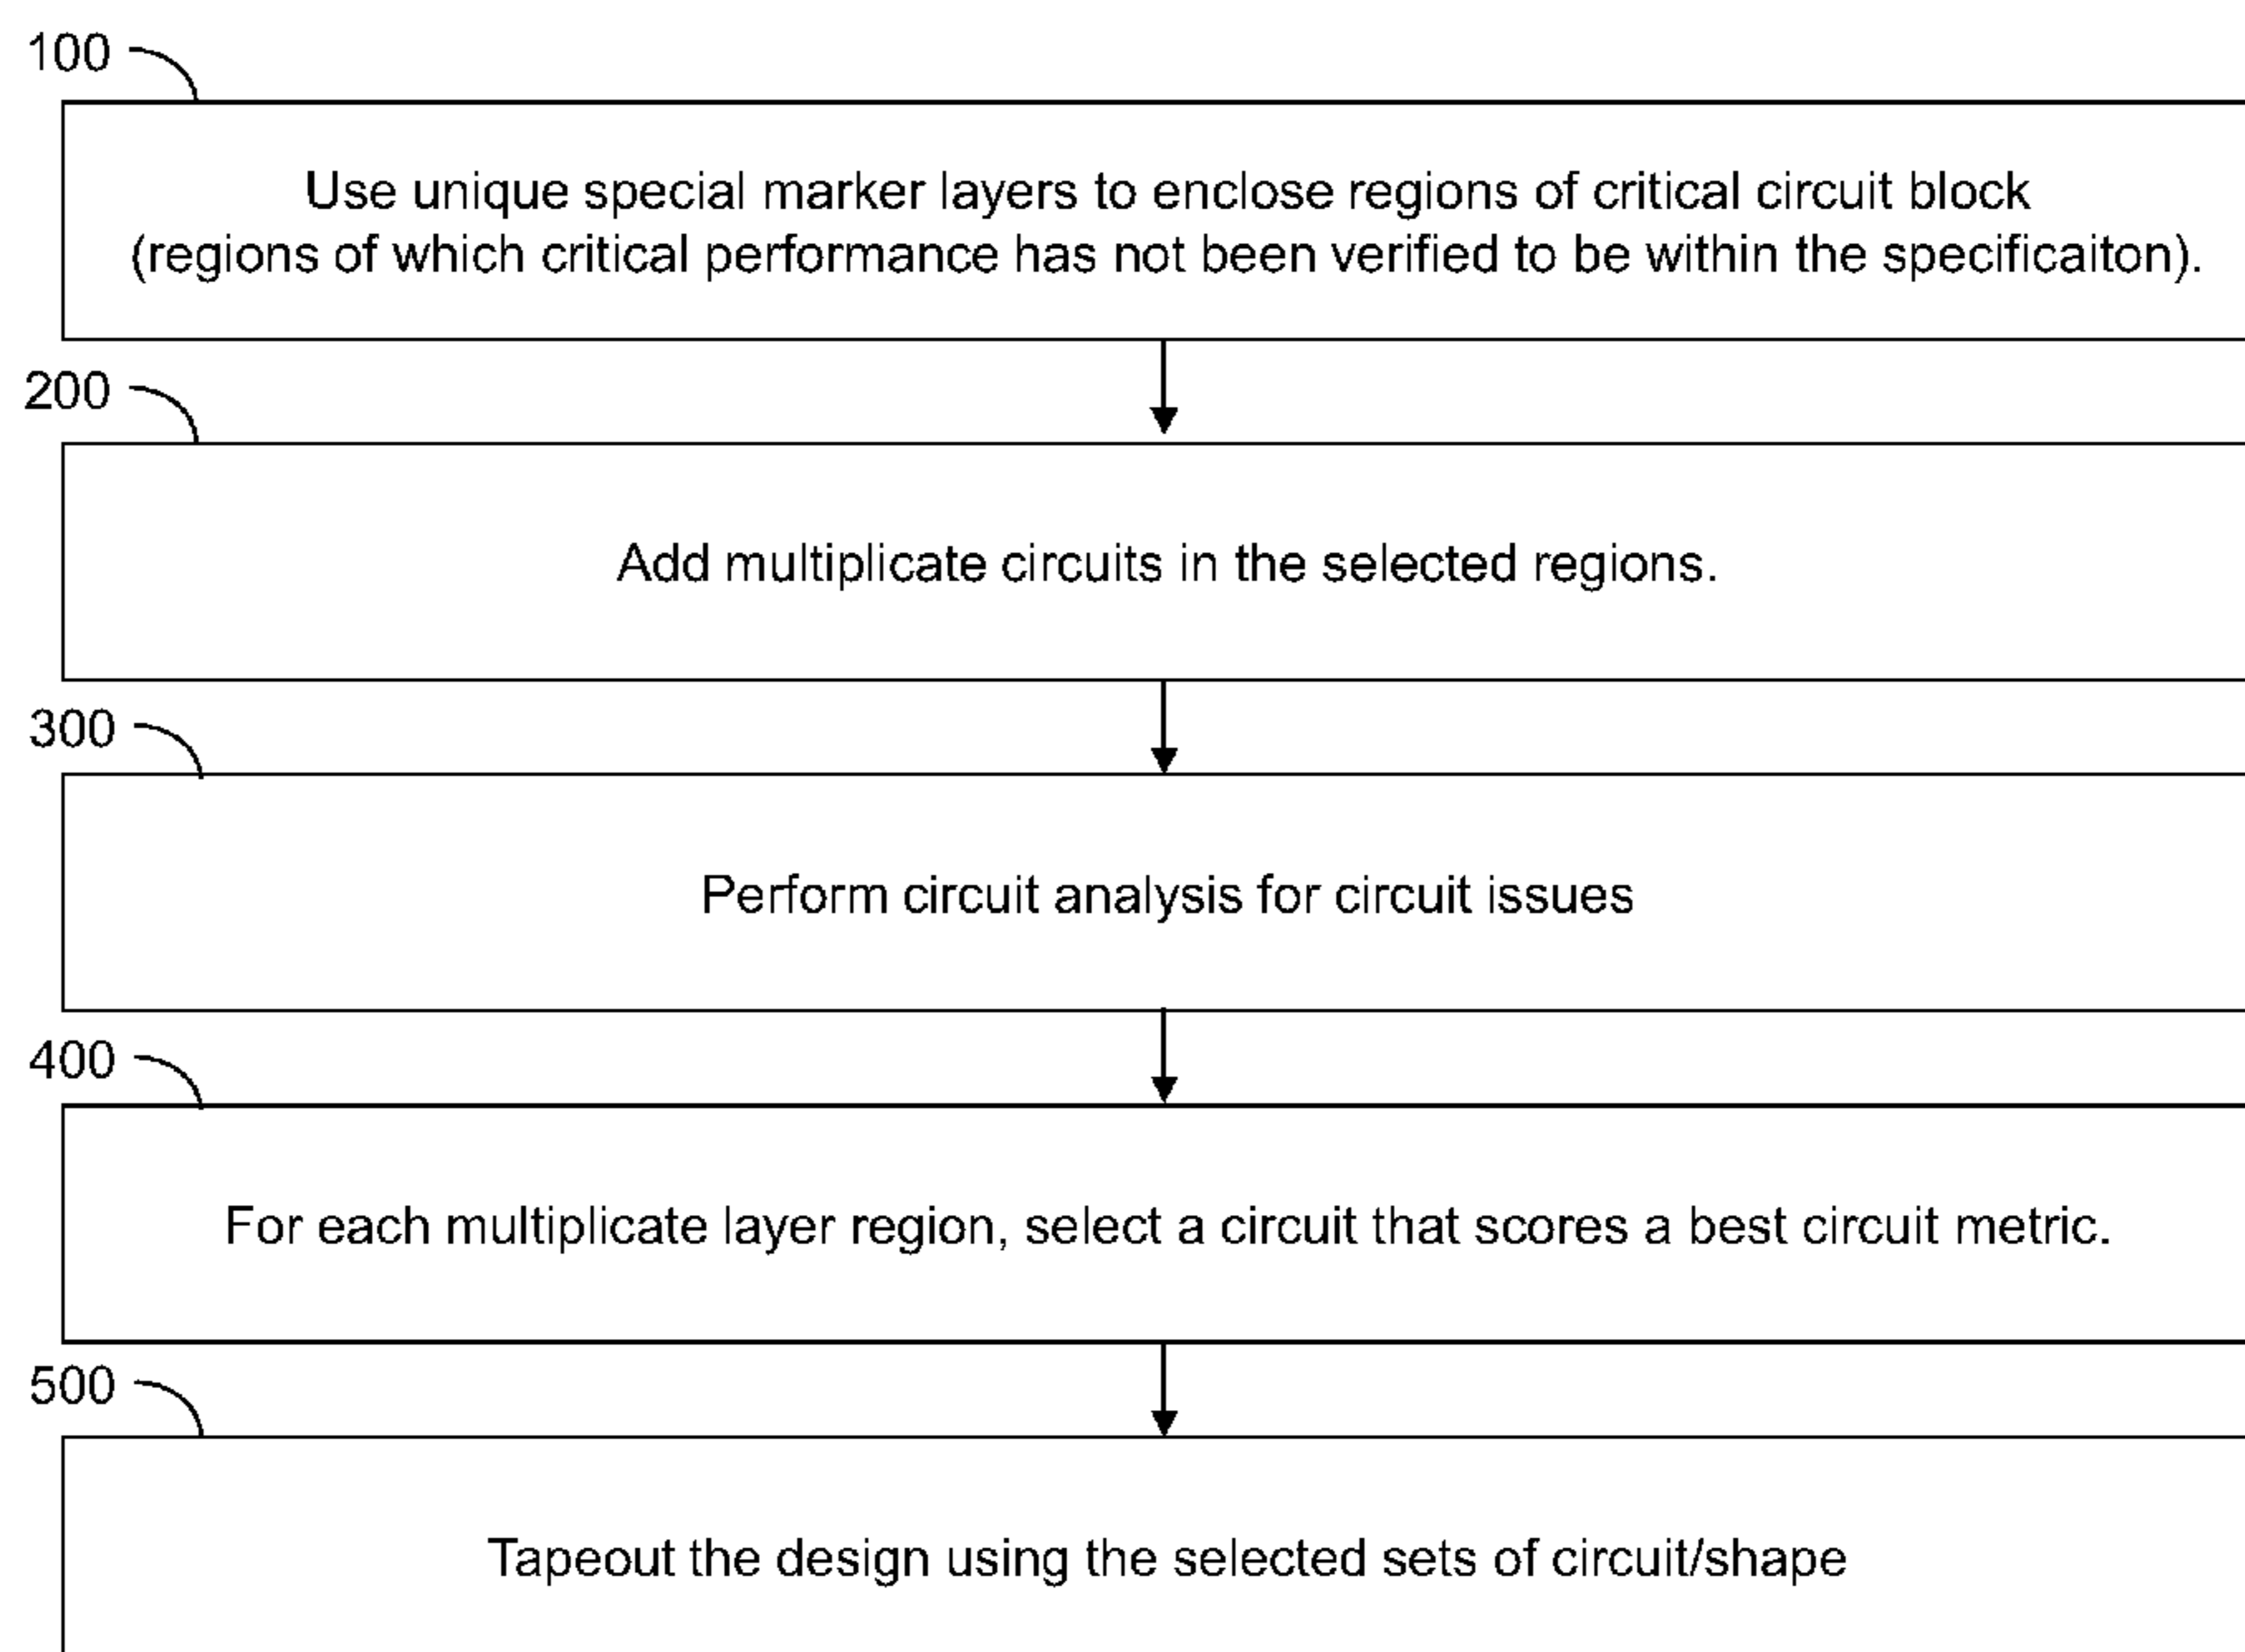 100
Use unique special marker layers to enclose regions of critical circuit block
(regions of which critical performance has not been verified to be within the specificaiton).
200
Add multiplicate circuits in the selected regions.
300
Perform circuit analysis for circuit issues
400
For each multiplicate layer region, select a circuit that scores a best circuit metric.
500
Tapeout the design using the selected sets of circuit/shape